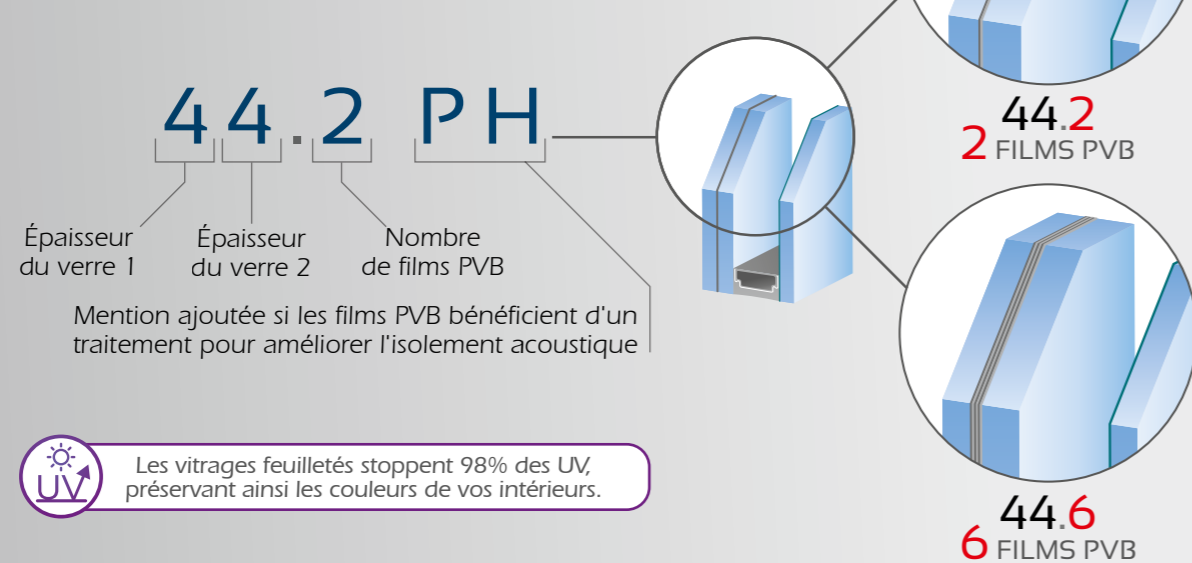 44.2 PH
Épaisseur
du verre 1
Épaisseur
du verre 2
Nombre
de films PVB
Mention ajoutée si les films PVB bénéficient d'un
traitement pour améliorer l'isolement acoustique
44.2
2 FILMS PVB
44.6
6 FILMS PVB
UV
Les vitrages feuilletés stoppent 98% des UV,
préservant ainsi les couleurs de vos intérieurs.